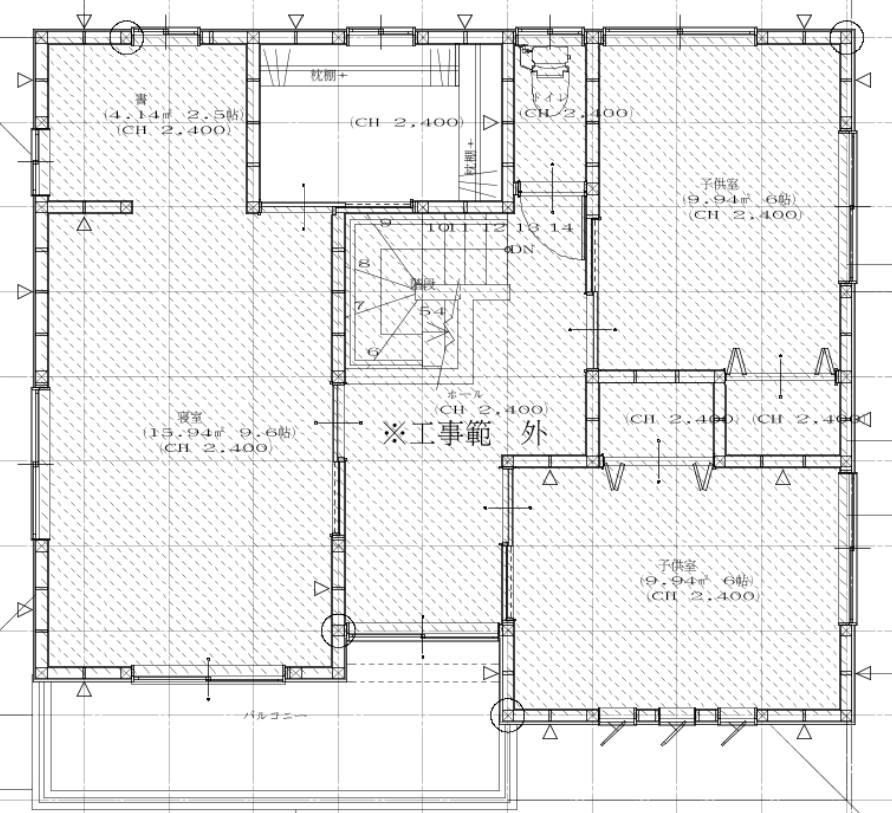 枕棚
書
(4.14㎡ 2.5帖)
(CH 2,400)
(CH 2,400)
枕棚
トイレ
(CH 2,400)
子供室
(9.94㎡ 6帖)
(CH 2,400)
9
10
11
12
13
14
DN
8
階段
7
5
4
6
ホール
(CH 2,400)
※工事範 外
寝室
(15.94㎡ 9.6帖)
(CH 2,400)
CH 2,400)
(CH 2,400
子供室
(9.94㎡ 6帖)
(CH 2,400)
バルコニー